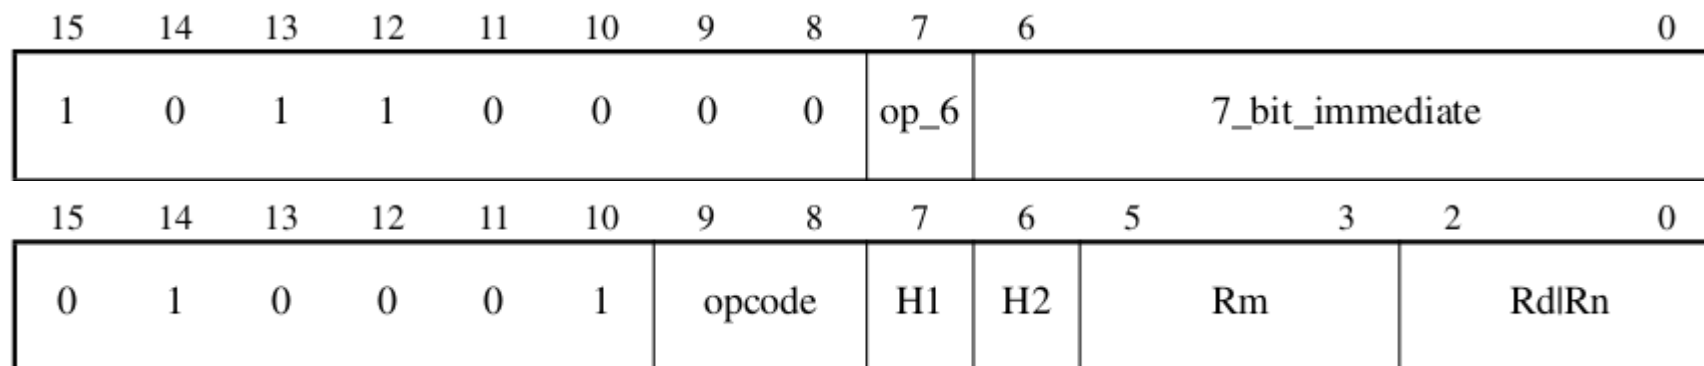 15 14 13 12 11 10 9 8 7 6 0
1 0 1 1 0 0 0 0 op_6 7_bit_immediate
15 14 13 12 11 10 9 8 7 6 5 3 2 0
0 1 0 0 0 1 opcode H1 H2 Rm Rd|Rn